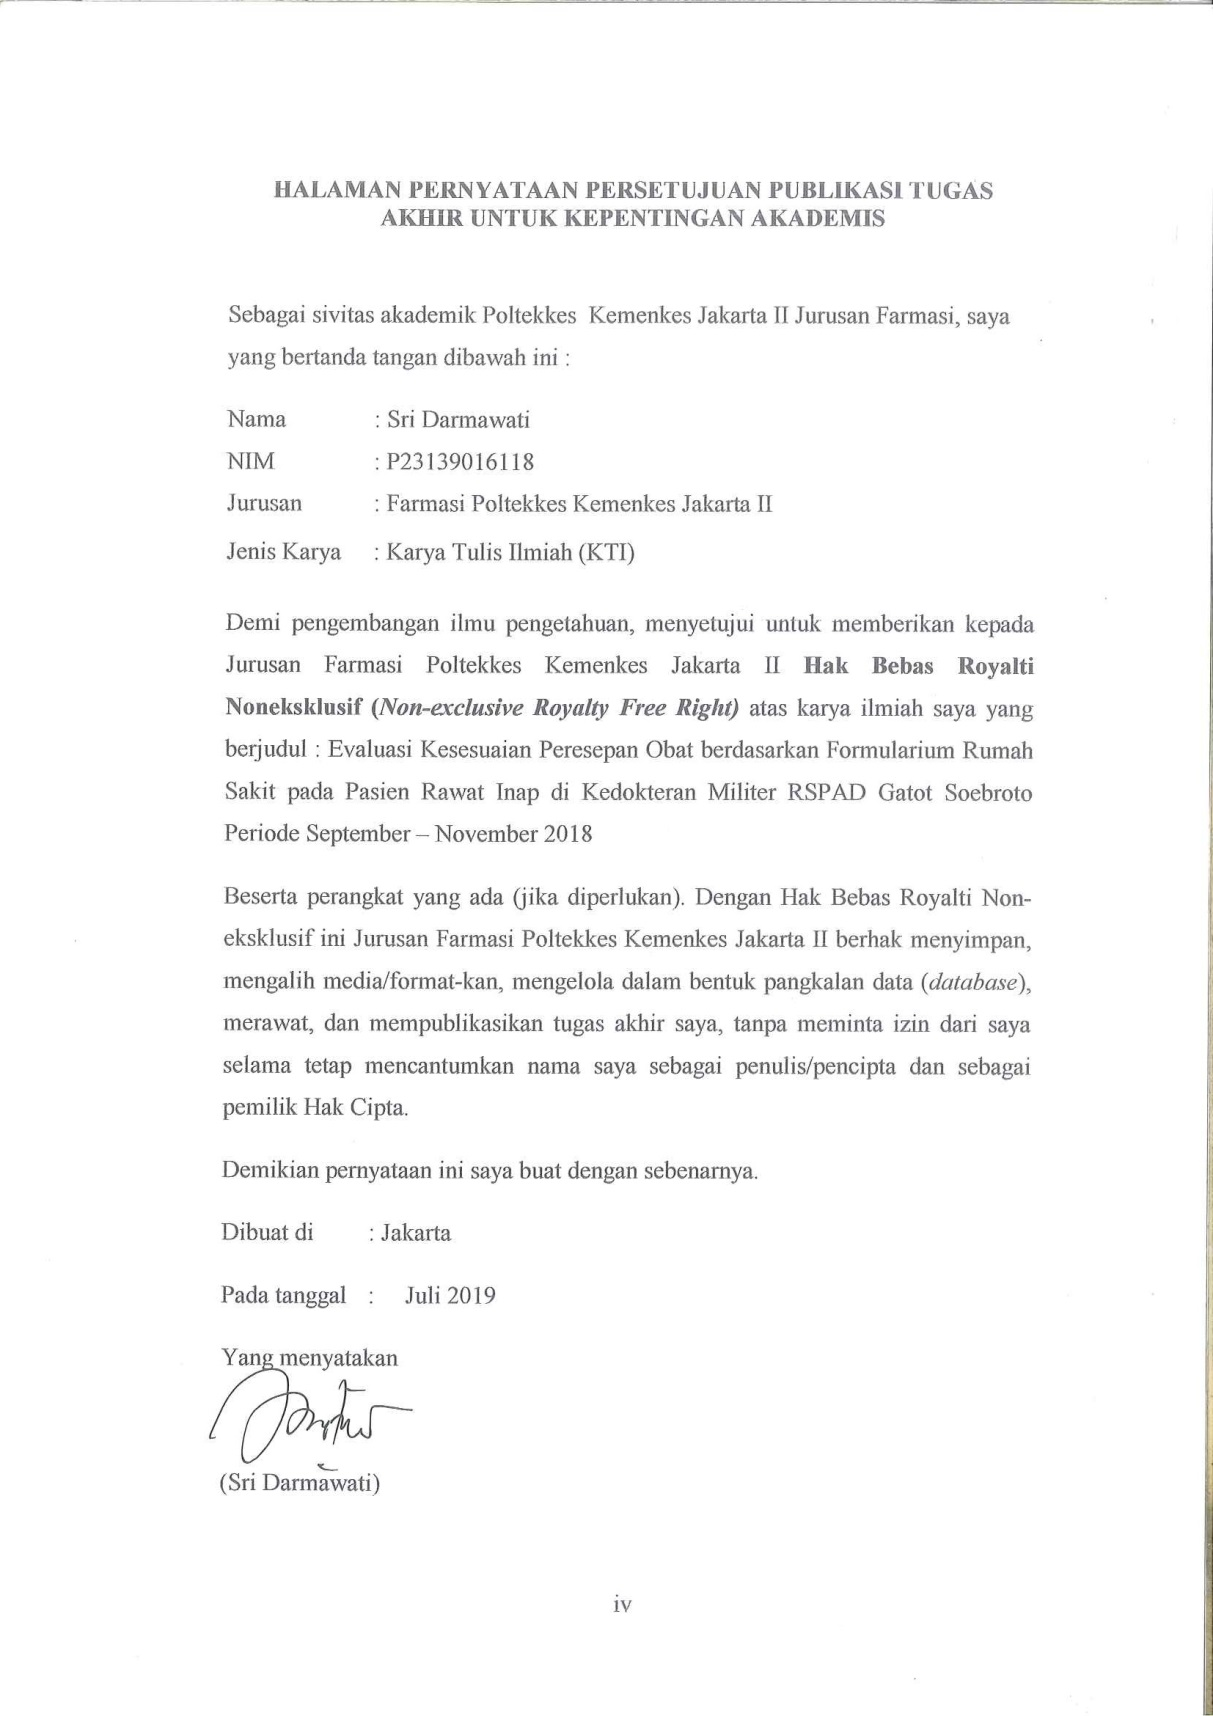 HALAMAN PERNYATAAN PERSETUJUAN PUBLIKASI TUGAS
AKHIR UNTUK KEPENTINGAN AKADEMIS
Sebagai sivitas akademik Poltekkes Kemenkes Jakarta II Jurusan Farmasi, saya
yang bertanda tangan dibawah ini :
Nama : Sri Darmawati
NIM : P23139016118
Jurusan : Farmasi Poltekkes Kemenkes Jakarta II
Jenis Karya : Karya Tulis Ilmiah (KTI)
Demi pengembangan ilmu pengetahuan, menyetujui untuk memberikan kepada
Jurusan Farmasi Poltekkes Kemenkes Jakarta II Hak Bebas Royalti
Noneksklusif (Non-exclusive Royalty Free Right) atas karya ilmiah saya yang
berjudul : Evaluasi Kesesuaian Peresepan Obat berdasarkan Formularium Rumah
Sakit pada Pasien Rawat Inap di Kedokteran Militer RSPAD Gatot Soebroto
Periode September – November 2018
Beserta perangkat yang ada (jika diperlukan). Dengan Hak Bebas Royalti Non-
eksklusif ini Jurusan Farmasi Poltekkes Kemenkes Jakarta II berhak menyimpan,
mengalih media/format-kan, mengelola dalam bentuk pangkalan data (database),
merawat, dan mempublikasikan tugas akhir saya, tanpa meminta izin dari saya
selama tetap mencantumkan nama saya sebagai penulis/pencipta dan sebagai
pemilik Hak Cipta.
Demikian pernyataan ini saya buat dengan sebenarnya.
Dibuat di : Jakarta
Pada tanggal : Juli 2019
Yang menyatakan
(Sri Darmawati)
iv